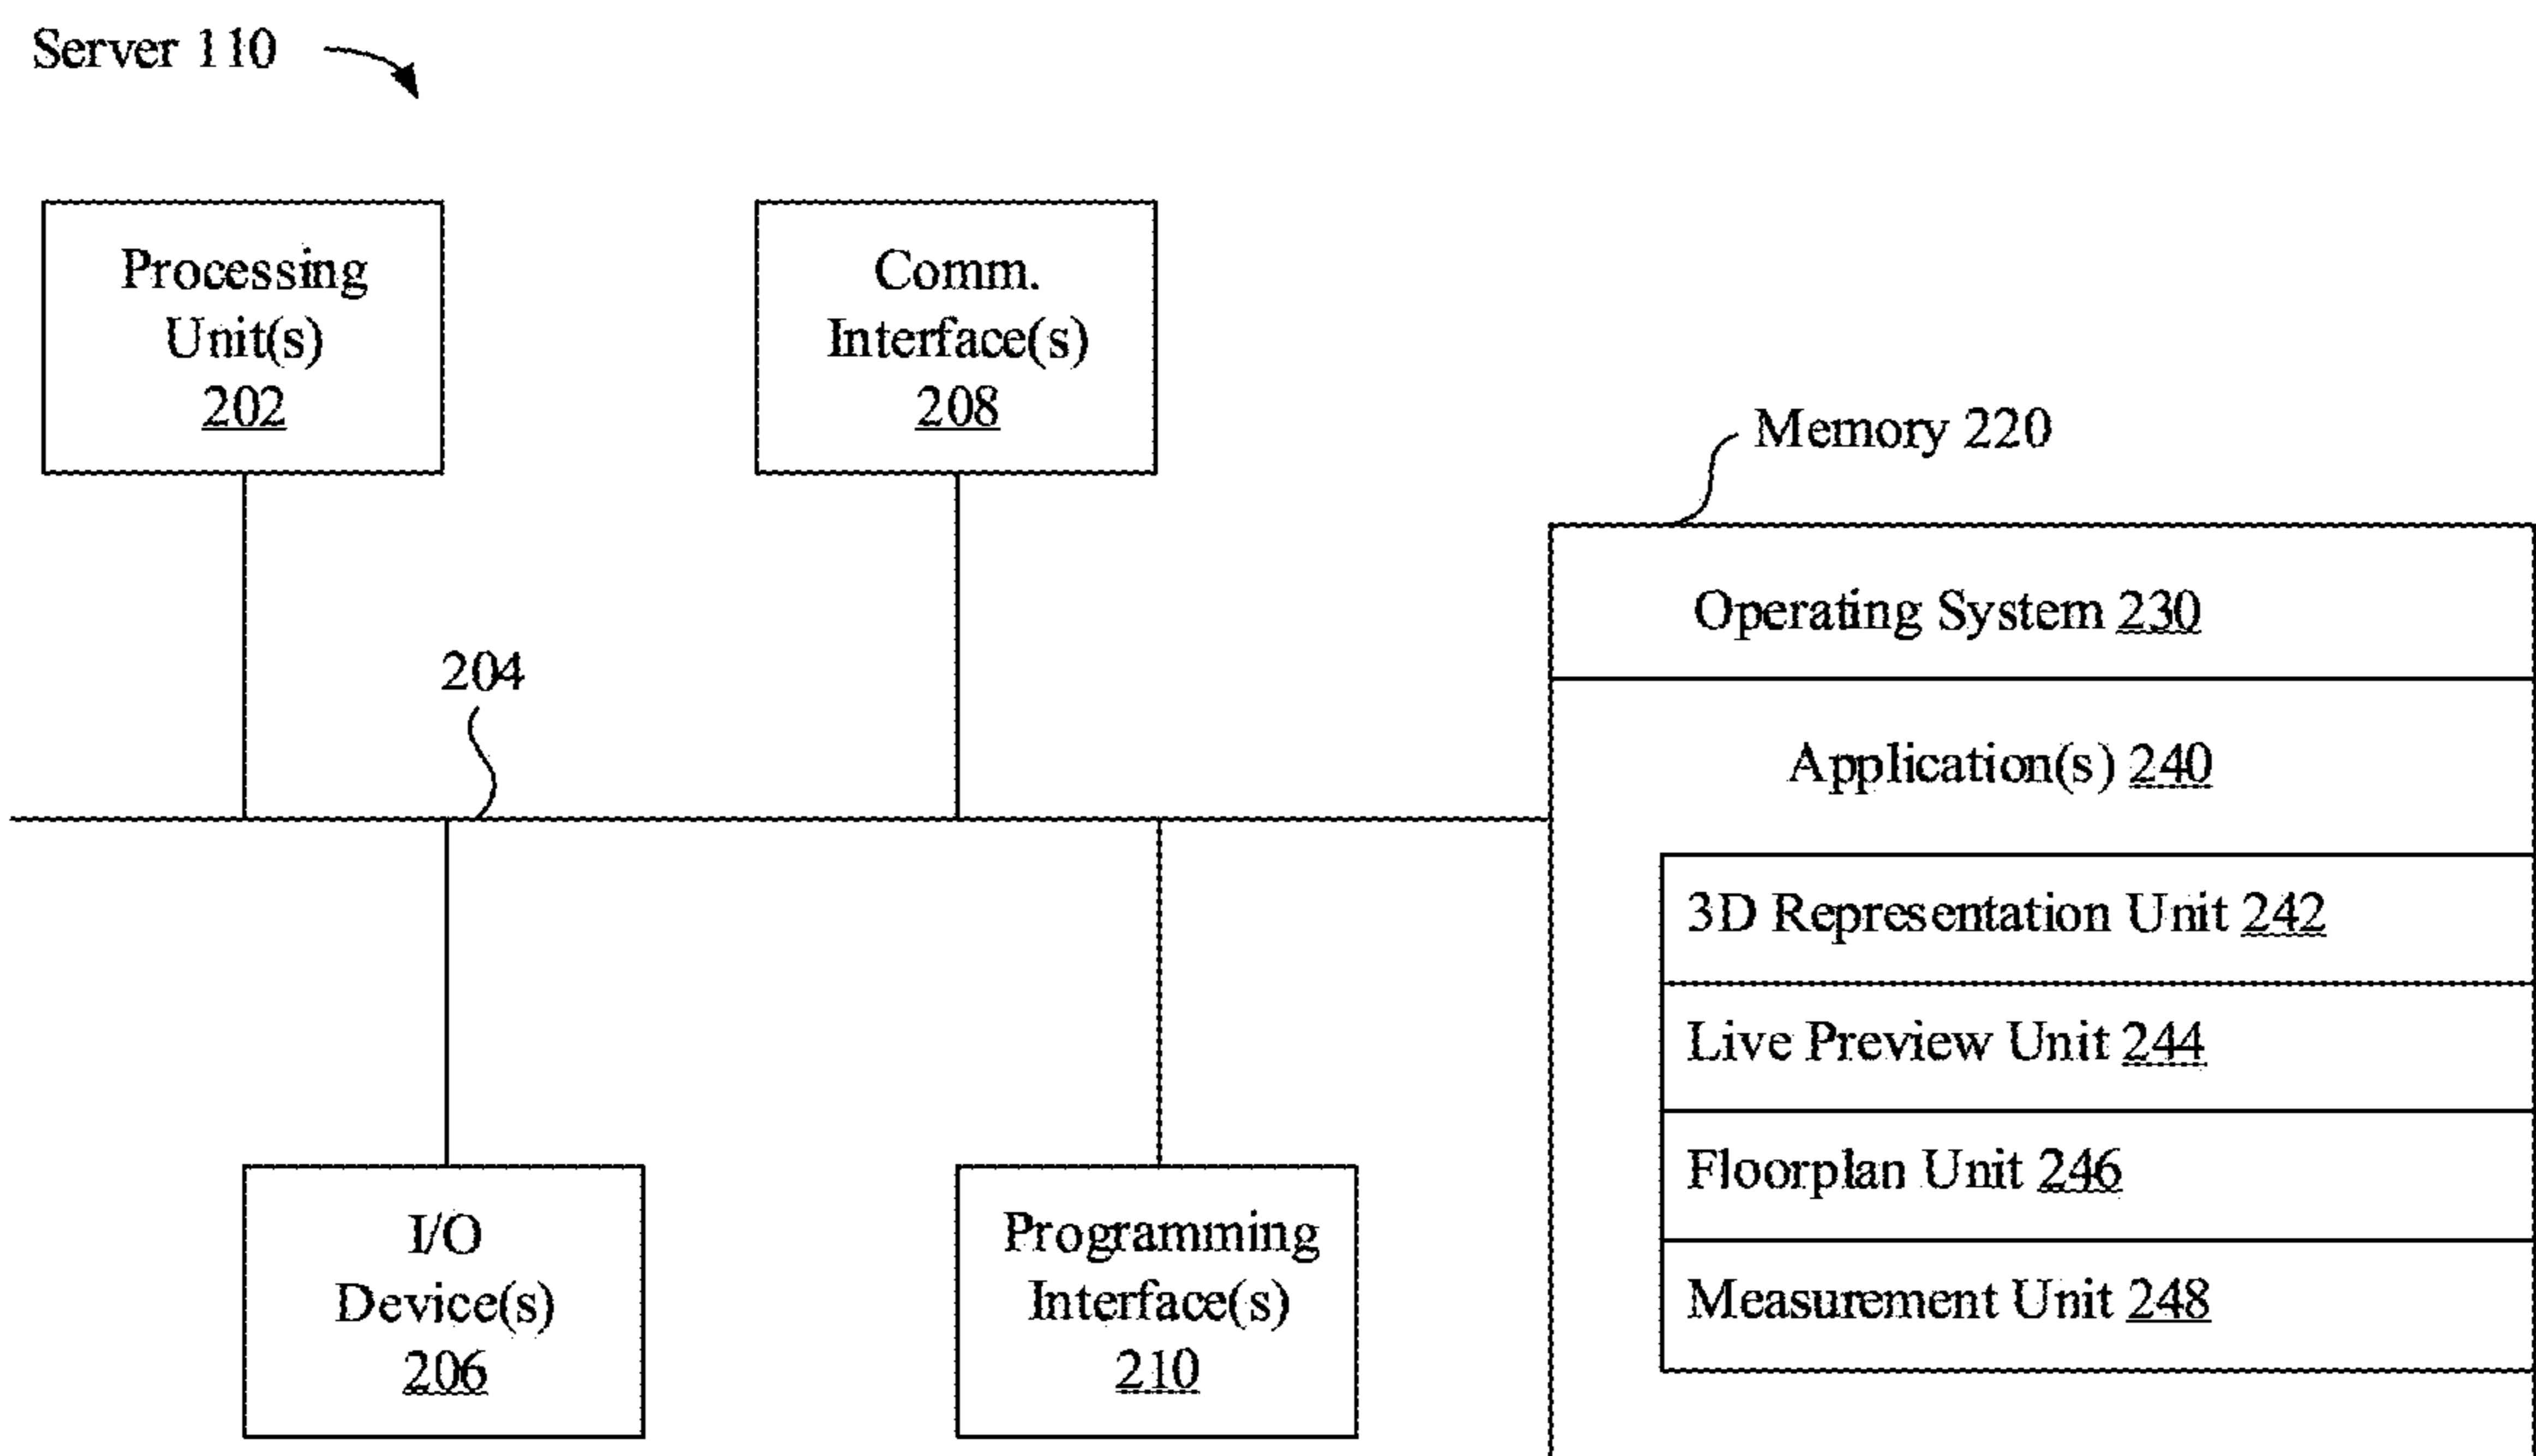 Server 110
Processing
Unit(s)
202
Comm.
Interface(s)
208
Memory 220
Operating System 230
204
Application(s) 240
3D Representation Unit 242
Live Preview Unit 244
Floorplan Unit 246
Measurement Unit 248
I/O
Device(s)
206
Programming
Interface(s)
210